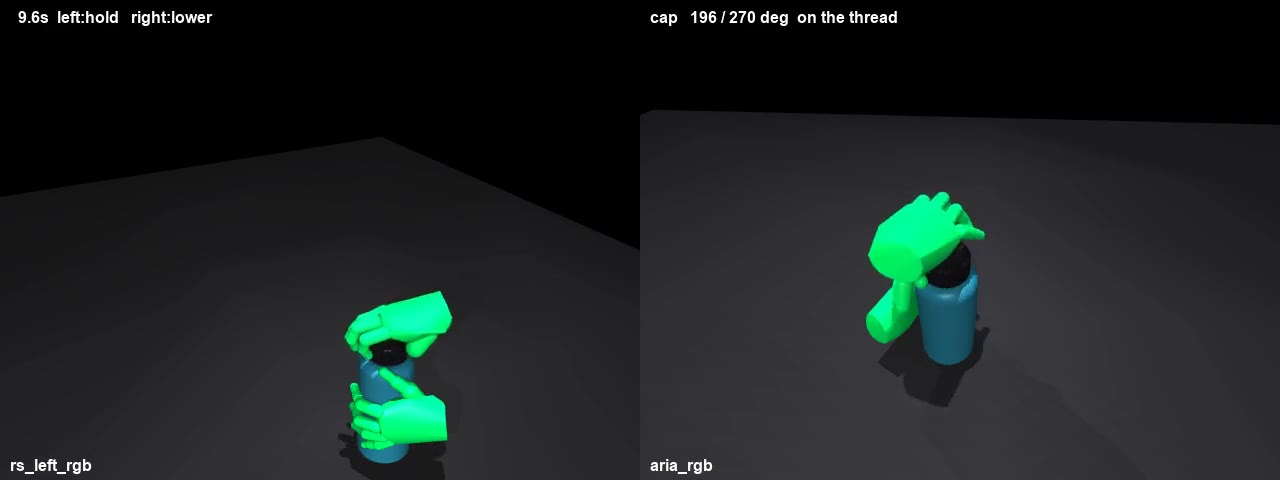 9.6s  left:hold   right:lower
cap   196 / 270 deg  on the thread
rs_left_rgb
aria_rgb